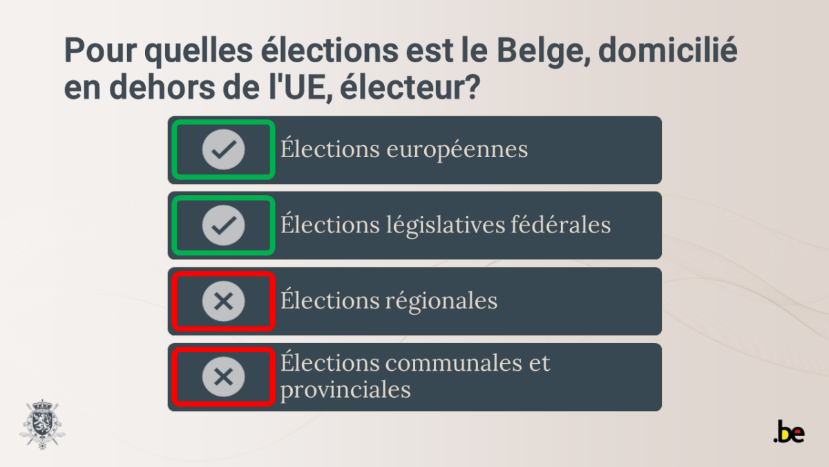 Pour quelles élections est le Belge, domicilié
en dehors de l'UE, électeur?
Élections européennes
Élections législatives fédérales
Élections régionales
Élections communales et
provinciales
.be